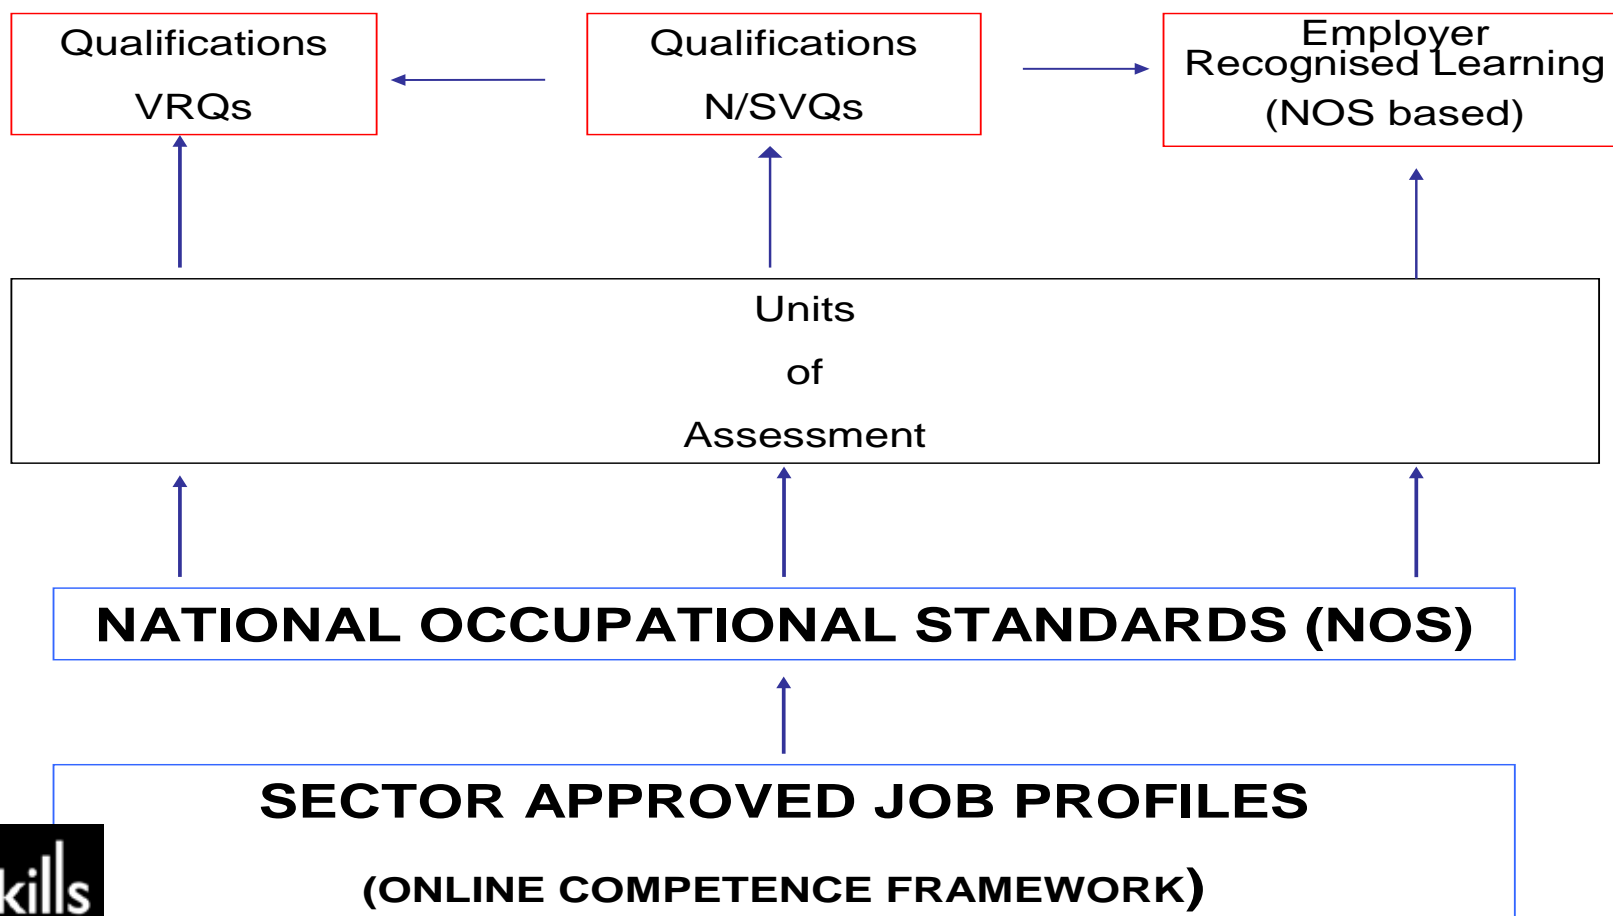 Qualifications
VRQs
Qualifications
N/SVQs
Employer
Recognised Learning
(NOS based)
Units
of
Assessment
NATIONAL OCCUPATIONAL STANDARDS (NOS)
SECTOR APPROVED JOB PROFILES
(ONLINE COMPETENCE FRAMEWORK)
kills